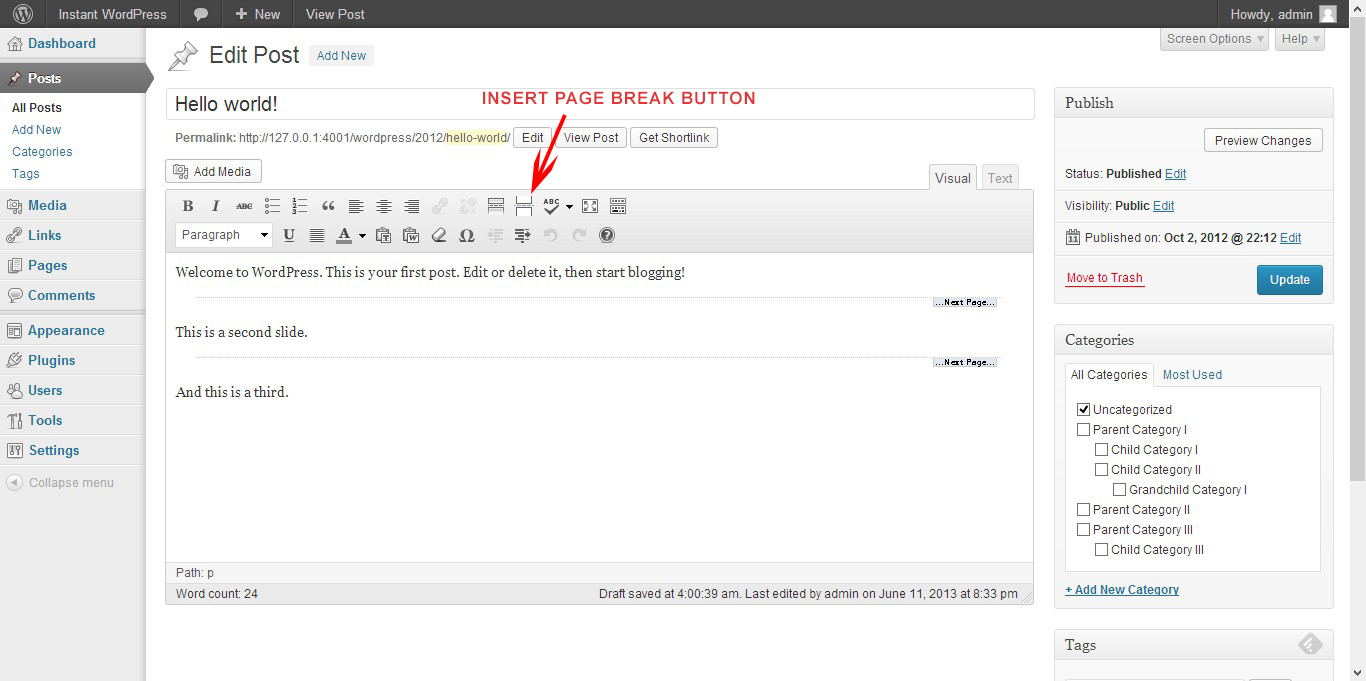 Instant WordPress
+ New
View Post
Howdy, admin
Dashboard
Posts
All Posts
Add New
Categories
Tags
Media
Links
Pages
Comments
Appearance
Plugins
Users
Tools
Settings
Collapse menu
Screen Options
Help
Edit Post
Add New
Hello world!
INSERT PAGE BREAK BUTTON
Permalink: http://127.0.0.1:4001/wordpress/2012/hello-world/
Edit
View Post
Get Shortlink
Add Media
Visual
Text
B I ABC
ABC
Paragraph
U
A
Welcome to WordPress. This is your first post. Edit or delete it, then start blogging!
...Next Page...
This is a second slide.
...Next Page...
And this is a third.
Path: p
Word count: 24
Draft saved at 4:00:39 am. Last edited by admin on June 11, 2013 at 8:33 pm
Publish
Preview Changes
Status: Published Edit
Visibility: Public Edit
Published on: Oct 2, 2012 @ 22:12 Edit
Move to Trash
Update
Categories
All Categories
Most Used
Uncategorized
Parent Category I
Child Category I
Child Category II
Grandchild Category I
Parent Category II
Parent Category III
Child Category III
+ Add New Category
Tags